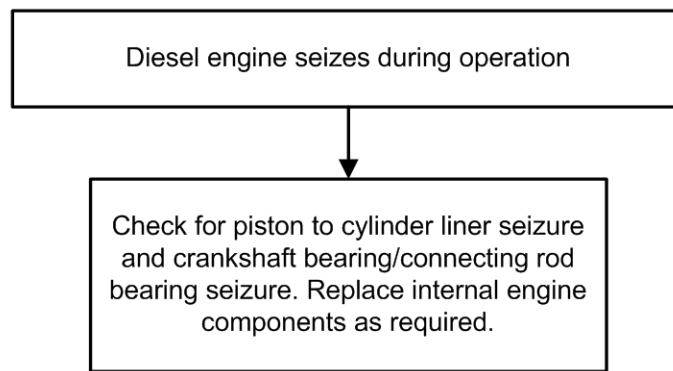 Diesel engine seizes during operation
Check for piston to cylinder liner seizure
and crankshaft bearing/connecting rod
bearing seizure. Replace internal engine
components as required.